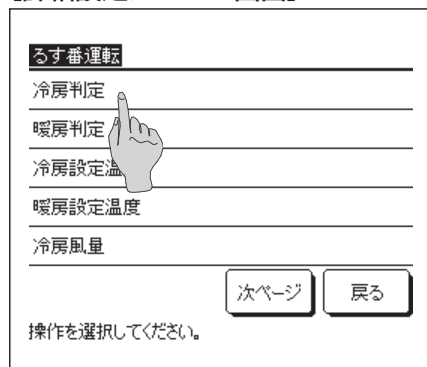 るす番運転
冷房判定
暖房判定
冷房設定温
暖房設定温度
冷房風量
次ページ 戻る
操作を選択してください。